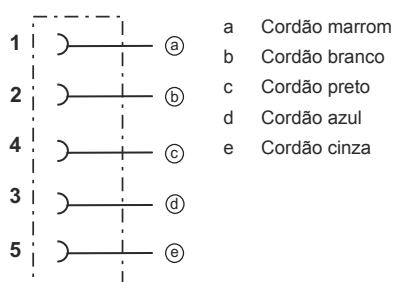 1 a
2 b
4 c
3 d
5 e
a Cordão marrom
b Cordão branco
c Cordão preto
d Cordão azul
e Cordão cinza